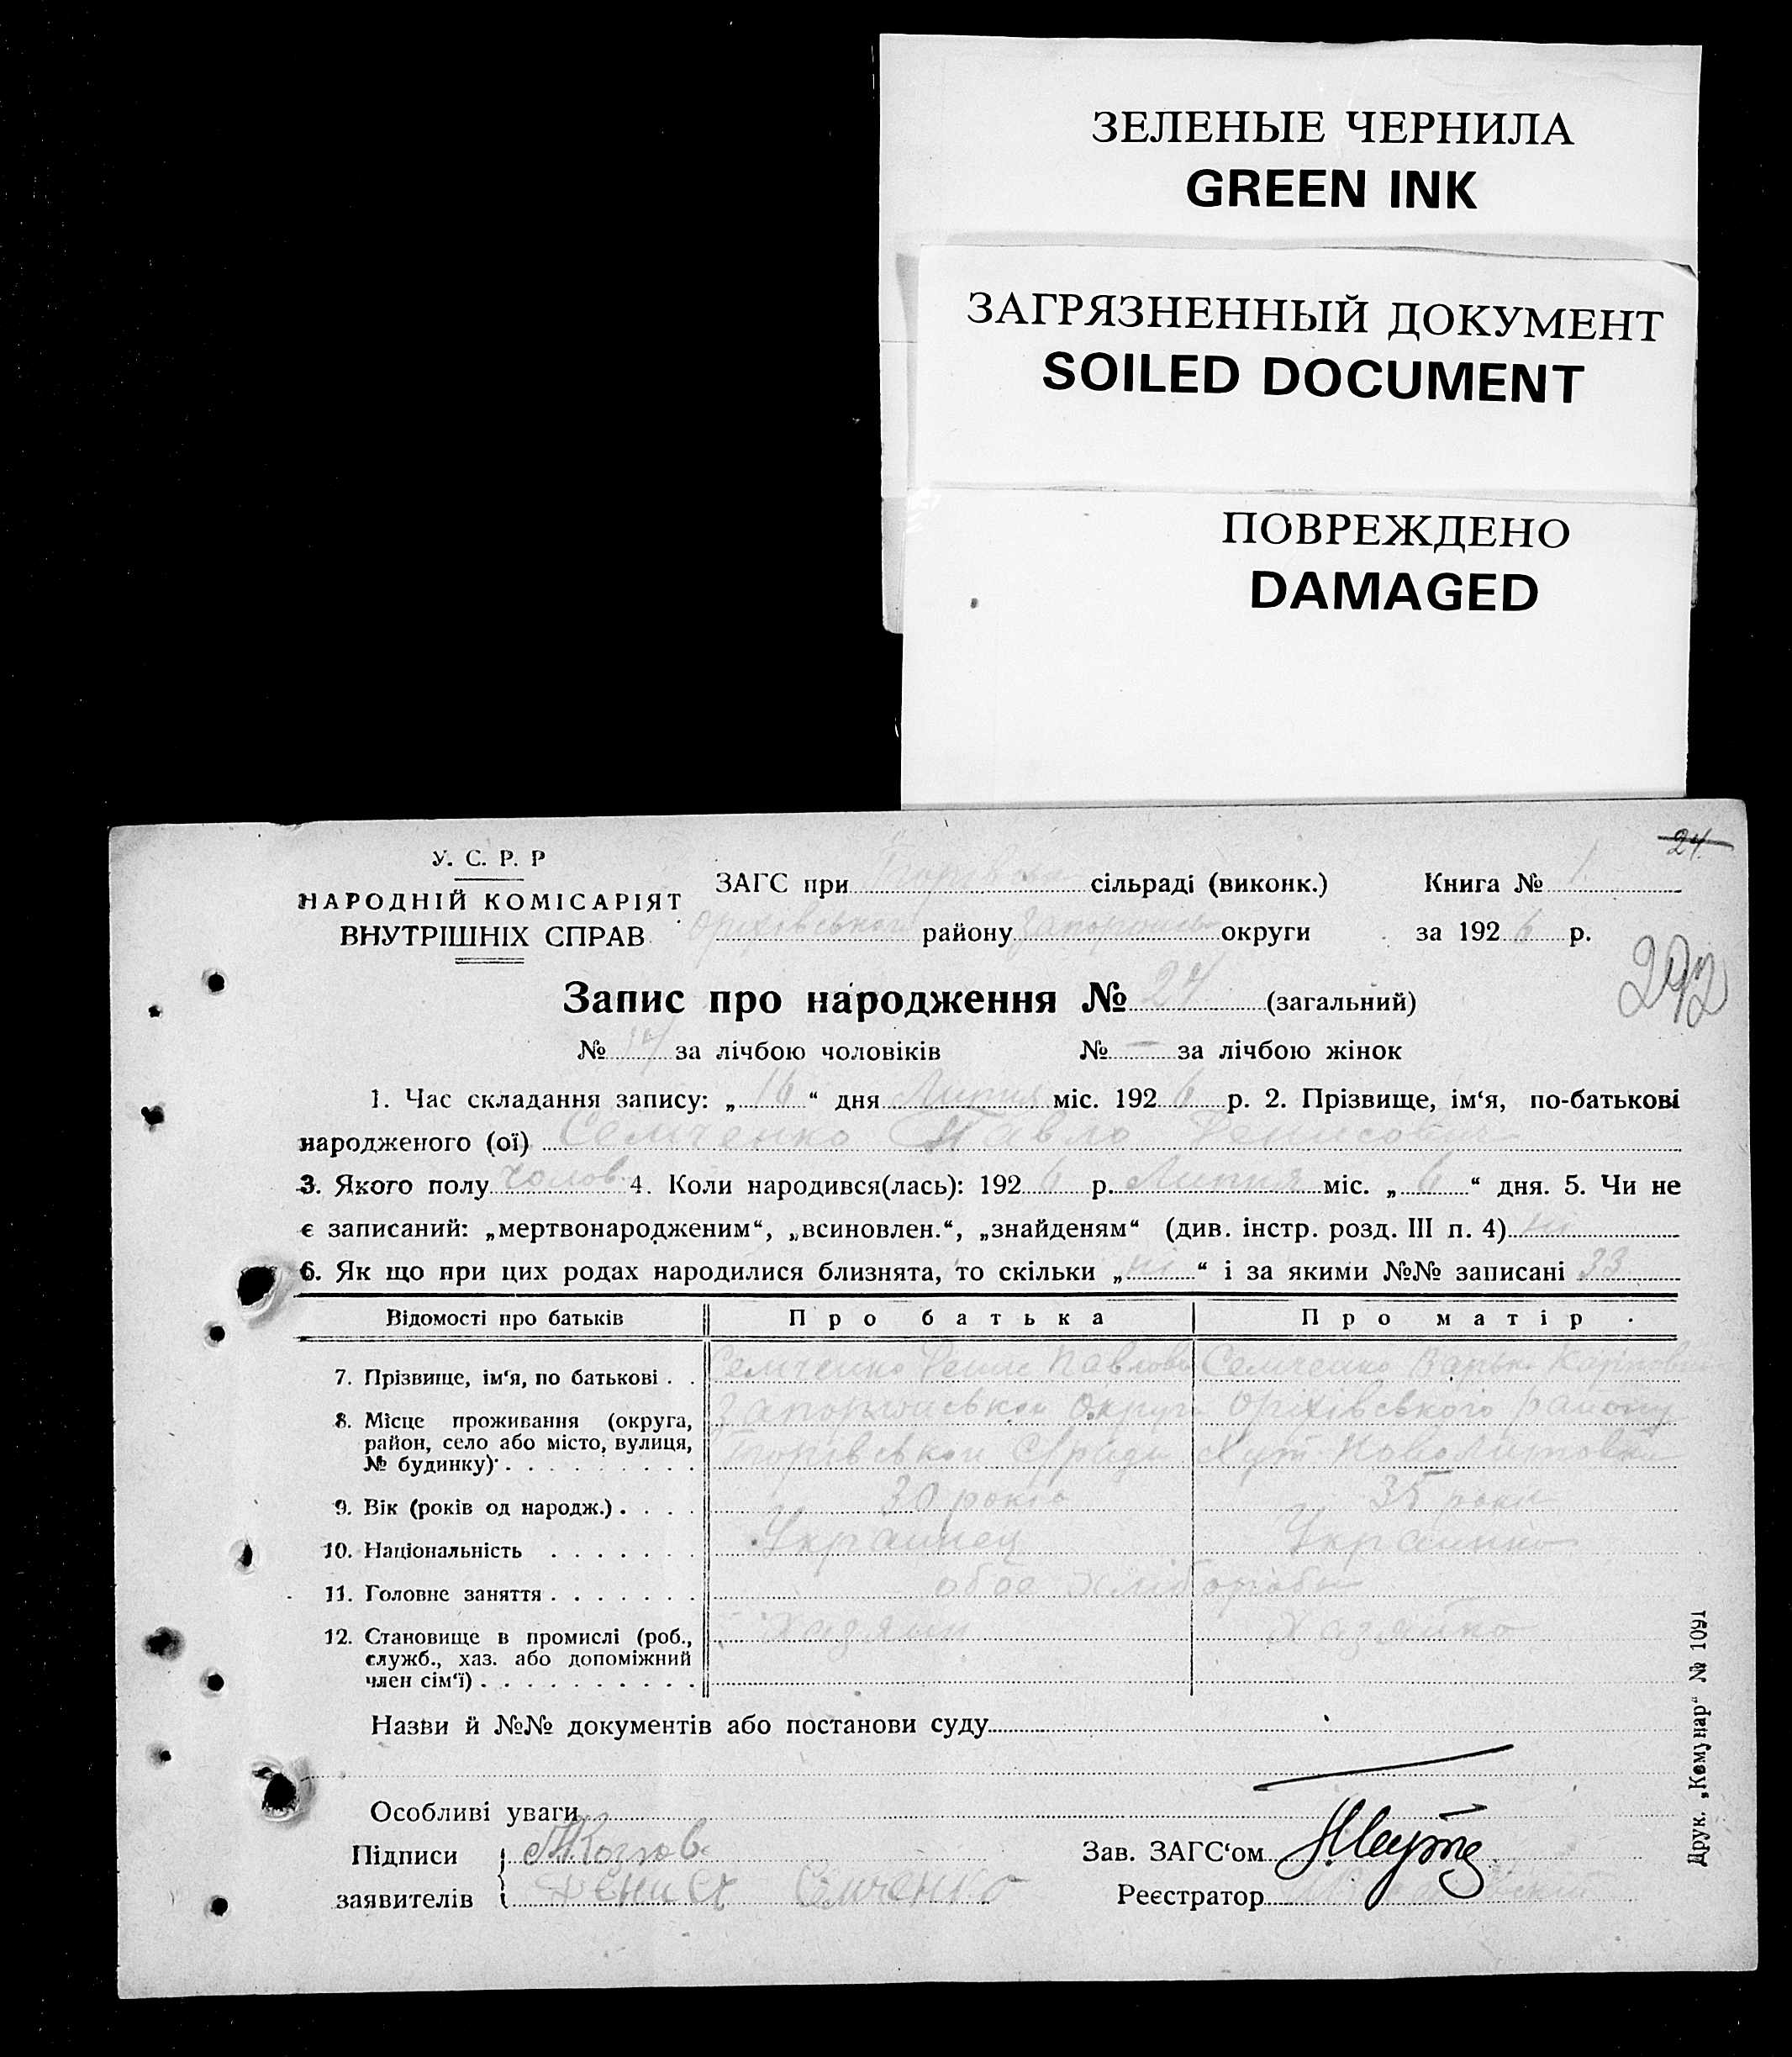 ЗЕЛЕНЫЕ ЧЕРНИЛА
GREEN INK
ЗАГРЯЗНЕННЫЙ ДОКУМЕНТ
SOILED DOCUMENT
ПОВРЕЖДЕНО
DAMAGED
24
У. С. Р. Р
НАРОДНІЙ КОМІСАРІЯТ
ВНУТРІШНІХ СПРАВ
ЗАГС при сільраді (виконк.) Книга № 1
Оріхівського району округи за 1926 р.
292
Запис про народження № 24 (загальний)
№ 14 за лічбою чоловіків № — за лічбою жінок
1. Час складання запису: „16“ дня Липня міс. 1926 р. 2. Прізвище, ім‘я, по-батькові
народженого (ої) Семченко Павло Денисович
3. Якого полу чолов. 4. Коли народився(лась): 1926 р. Липня міс. „6“ дня. 5. Чи не
є записаний: „мертвонародженим“, „всиновлен.“, „знайденям“ (див. інстр. розд. III п. 4) ні
6. Як що при цих родах народилися близнята, то скільки „ні“ і за якими №№ записані 33
Відомості про батьків Про батька Про матір
7. Прізвище, ім‘я, по батькові . . Семченко Денис Павлович Семченко Варька
8. Місце проживання (округа, район, село або місто, вулиця, № будинку) . . . . . . . . . Запорізької Округи Оріхівського району
Хут
9. Вік (років од народж.) . . . . 30 років 35 роки
10. Національність . . . . . . . Українец Українка
11. Головне заняття . . . . . . . обое хлібороби
12. Становище в промислі (роб., служб., хаз. або допоміжний член сім‘ї) . . . . . . . . . . Хазяин Хазяйка
Назви й №№ документів або постанови суду
Особливі уваги
Підписи
заявителів Денис Семченко
Зав. ЗАГС‘ом
Реєстратор
Друк. „Комунар“ № 1091